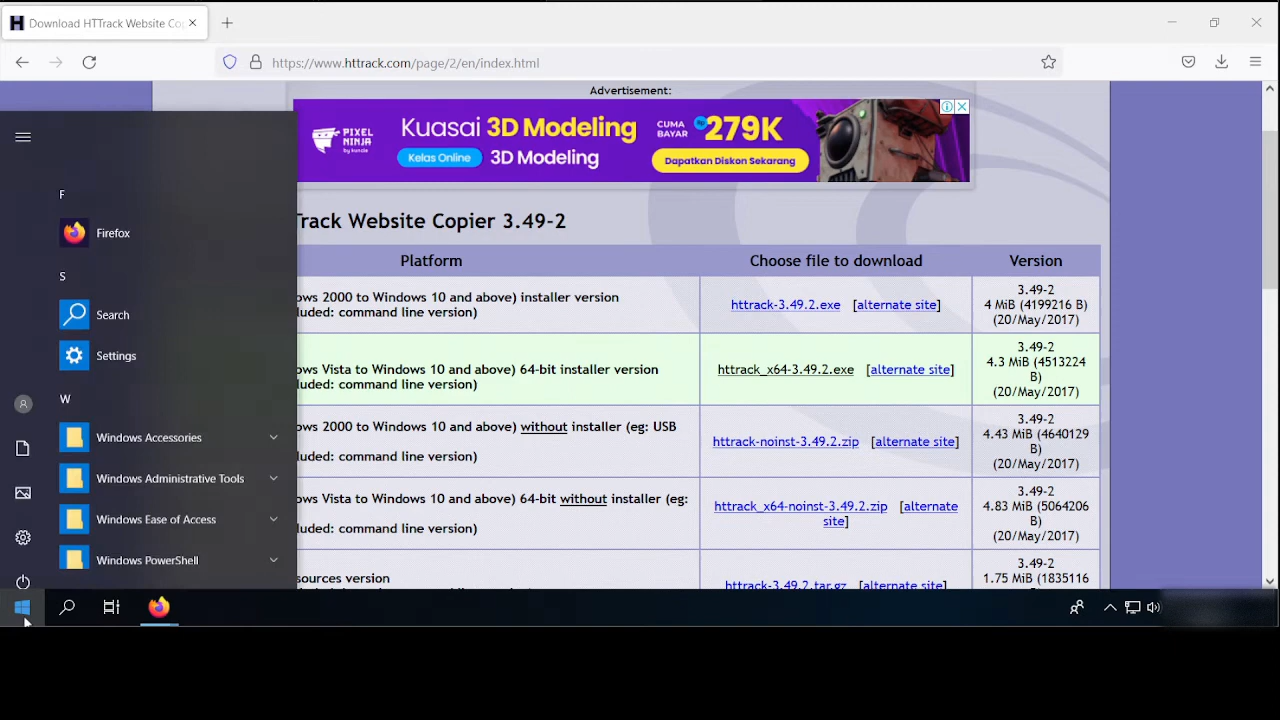 Download HTTrack Website Co
https://www.httrack.com/page/2/en/index.html
Advertisement:
PIXEL
NINJA
Kuasai 3D Modeling
Kelas Online 3D Modeling
CUMA
BAYAR
Rp 279K
Dapatkan Diskon Sekarang
Track Website Copier 3.49-2
Platform
Choose file to download
Version
ows 2000 to Windows 10 and above) installer version
luded: command line version)
httrack-3.49.2.exe [alternate site]
3.49-2
4 MiB (4199216 B)
(20/May/2017)
ows Vista to Windows 10 and above) 64-bit installer version
luded: command line version)
httrack_x64-3.49.2.exe [alternate site]
3.49-2
4.3 MiB (4513224
B)
(20/May/2017)
ows 2000 to Windows 10 and above) without installer (eg: USB
luded: command line version)
httrack-noinst-3.49.2.zip [alternate site]
3.49-2
4.43 MiB (4640129
B)
(20/May/2017)
ows Vista to Windows 10 and above) 64-bit without installer (eg:
luded: command line version)
httrack_x64-noinst-3.49.2.zip [alternate
site]
3.49-2
4.83 MiB (5064206
B)
(20/May/2017)
sources version
httrack-3.49.2.tar.gz [alternate site]
3.49-2
1.75 MiB (1835116
F
Firefox
S
Search
Settings
W
Windows Accessories
Windows Administrative Tools
Windows Ease of Access
Windows PowerShell